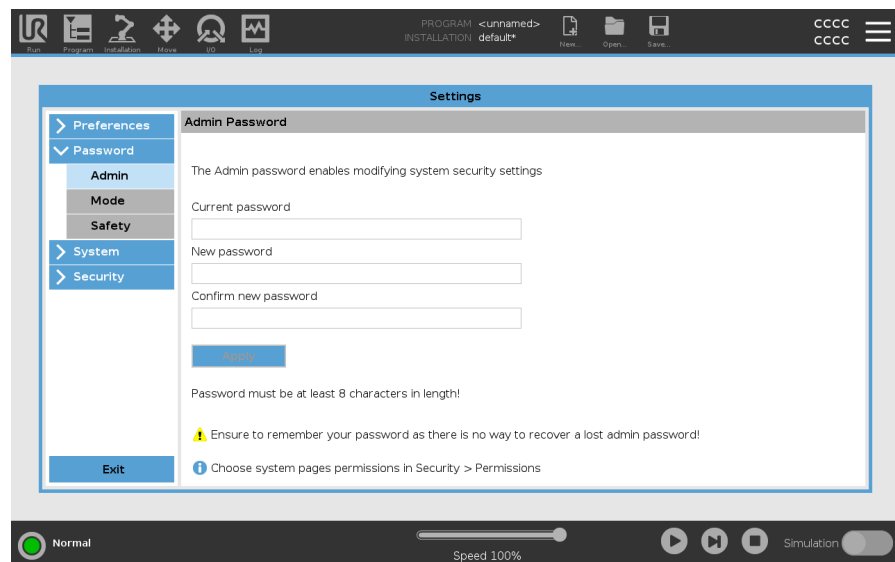 Run Program Installation Move I/O Log
PROGRAM <unnamed>
INSTALLATION default*
New... Open... Save...
CCCC
CCCC
Settings
Preferences
Password
Admin
Mode
Safety
System
Security
Exit
Admin Password
The Admin password enables modifying system security settings
Current password
New password
Confirm new password
Apply
Password must be at least 8 characters in length!
Ensure to remember your password as there is no way to recover a lost admin password!
Choose system pages permissions in Security > Permissions
Normal
Speed 100%
Simulation